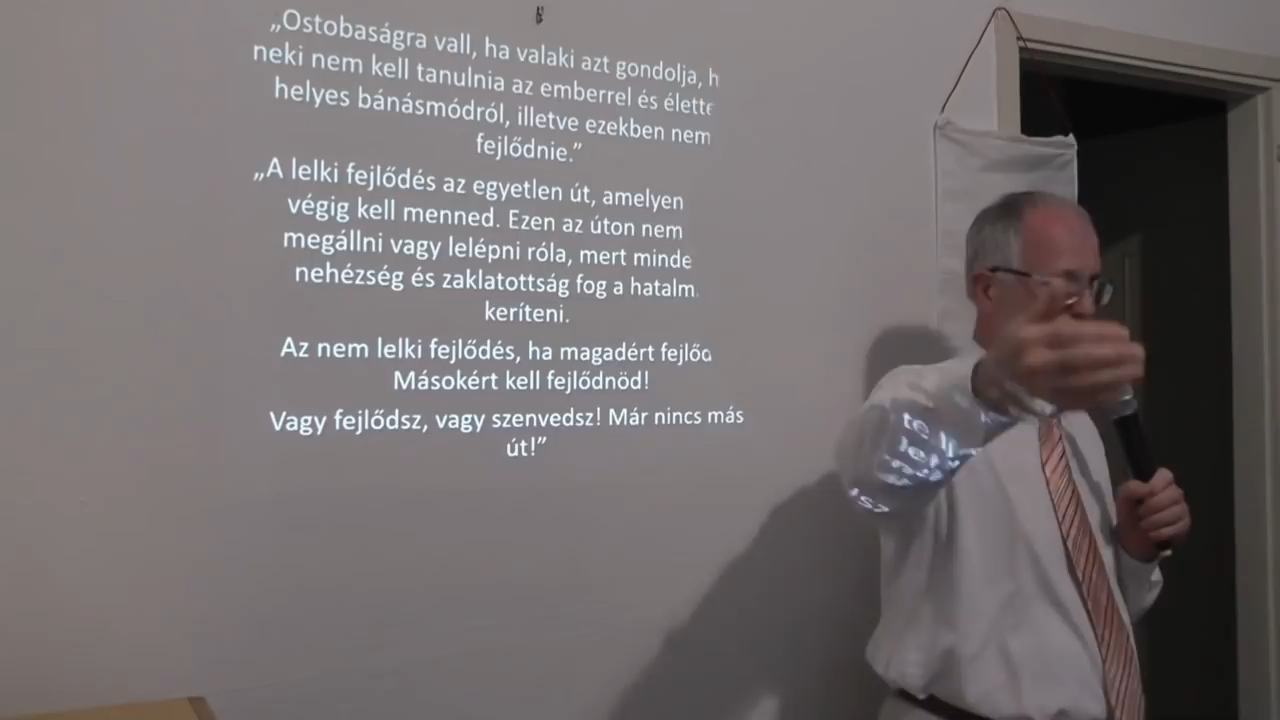 „Ostobaságra vall, ha valaki azt gondolja, h
neki nem kell tanulnia az emberrel és élette
helyes bánásmódról, illetve ezekben nem
fejlődnie.”
„A lelki fejlődés az egyetlen út, amelyen
végig kell menned. Ezen az úton nem
megállni vagy lelépni róla, mert minde
nehézség és zaklatottság fog a hatalm
keríteni.
Az nem lelki fejlődés, ha magadért fejlőd
Másokért kell fejlődnöd!
Vagy fejlődsz, vagy szenvedsz! Már nincs más
út!”